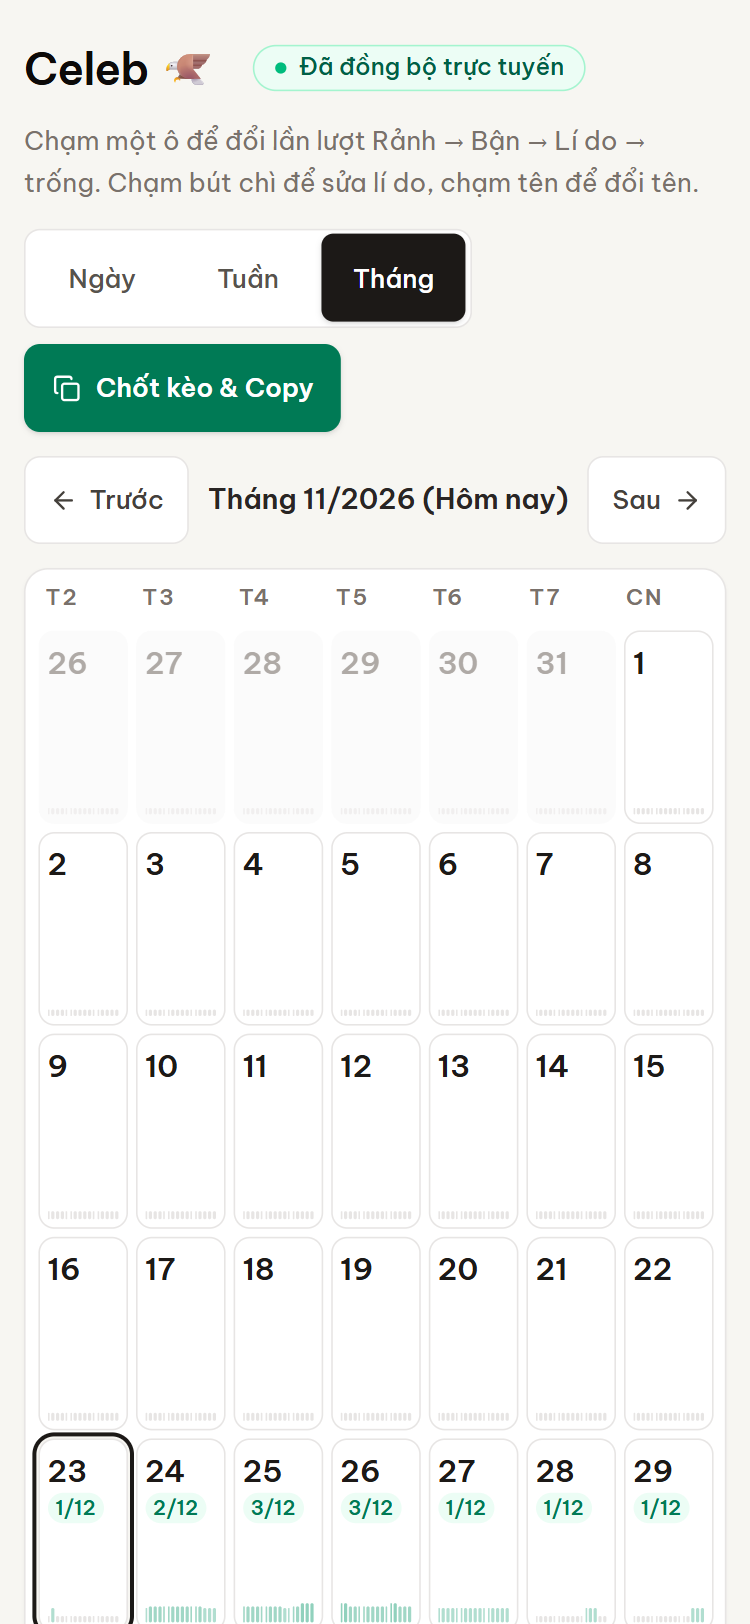 Celeb
Đã đồng bộ trực tuyến
Chạm một ô để đổi lần lượt Rảnh → Bận → Lí do →
trống. Chạm bút chì để sửa lí do, chạm tên để đổi tên.
Ngày Tuần Tháng
Chốt kèo & Copy
← Trước Tháng 11/2026 (Hôm nay) Sau →
T2 T3 T4 T5 T6 T7 CN
26 27 28 29 30 31 1
2 3 4 5 6 7 8
9 10 11 12 13 14 15
16 17 18 19 20 21 22
23 24 25 26 27 28 29
1/12 2/12 3/12 3/12 1/12 1/12 1/12